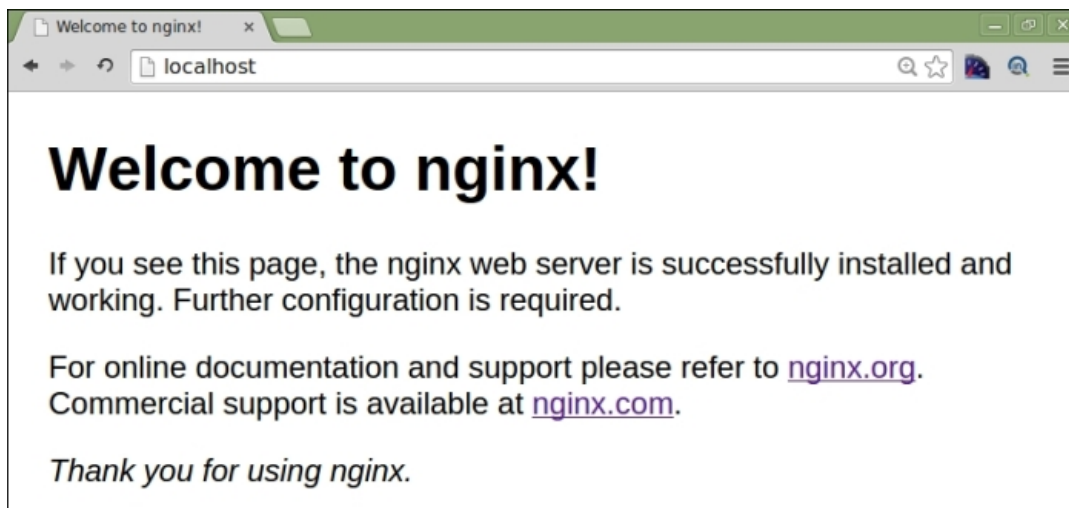 Welcome to nginx!
localhost
Welcome to nginx!
If you see this page, the nginx web server is successfully installed and
working. Further configuration is required.
For online documentation and support please refer to nginx.org.
Commercial support is available at nginx.com.
Thank you for using nginx.